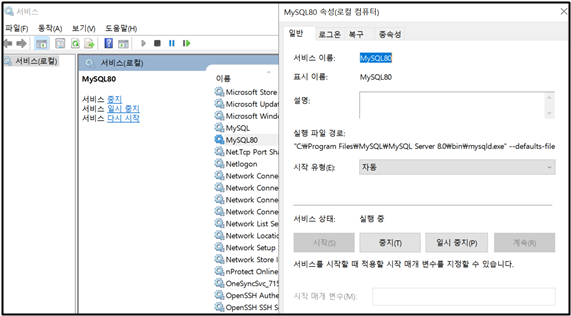 서비스
파일(F) 동작(A) 보기(V) 도움말(H)
서비스(로컬)
서비스(로컬)
MySQL80
서비스 중지
서비스 일시 중지
서비스 다시 시작
이름
Microsoft Store
Microsoft Updat
Microsoft Windo
MySQL
MySQL80
Net.Tcp Port Sha
Netlogon
Network Connec
Network Connec
Network Connec
Network List Se
Network Locatio
Network Setup
Network Store I
nProtect Online
OneSyncSvc_715
OpenSSH Authe
OpenSSH SSH S
MySQL80 속성(로컬 컴퓨터)
일반 로그온 복구 종속성
서비스 이름: MySQL80
표시 이름: MySQL80
설명:
실행 파일 경로:
"C:₩Program Files₩MySQL₩MySQL Server 8.0₩bin₩mysqld.exe" --defaults-file
시작 유형(E): 자동
서비스 상태: 실행 중
시작(S) 중지(T) 일시 중지(P) 계속(R)
서비스를 시작할 때 적용할 시작 매개 변수를 지정할 수 있습니다.
시작 매개 변수(M):